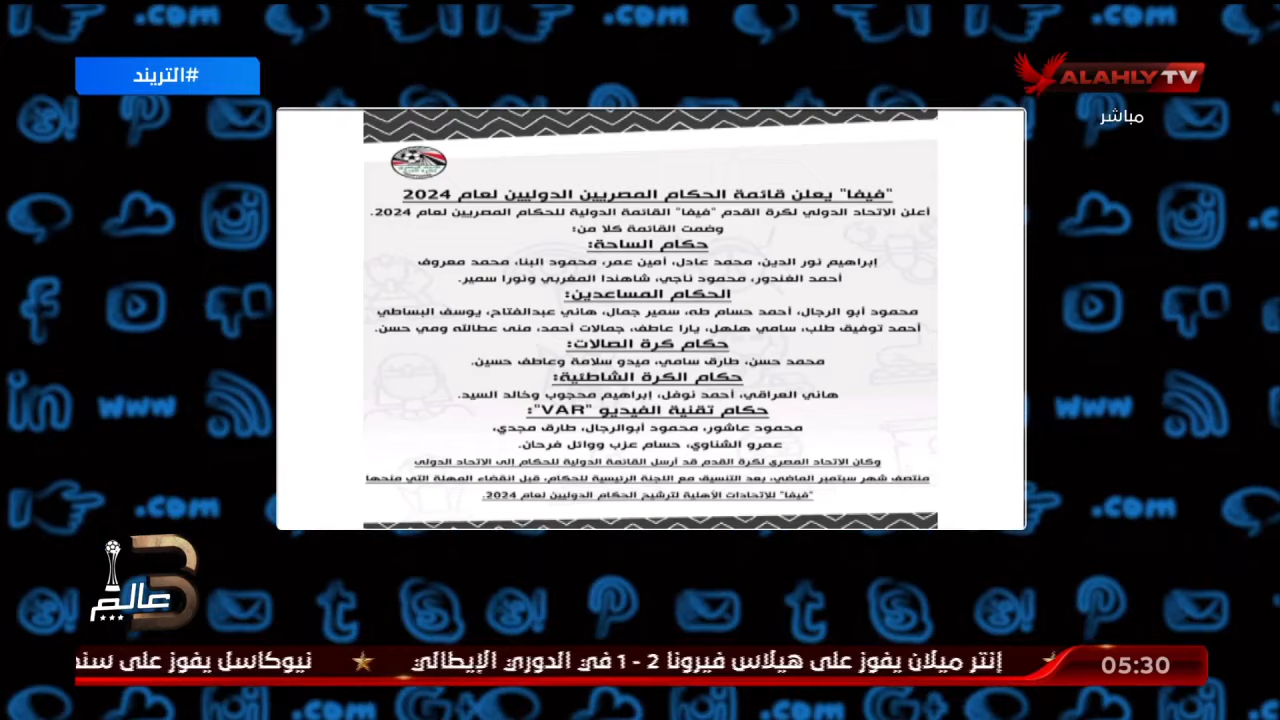 #التريند
ALAHLY TV
مباشر
"فيفا" يعلن قائمة الحكام المصريين الدوليين لعام 2024
أعلن الاتحاد الدولي لكرة القدم "فيفا" القائمة الدولية للحكام المصريين لعام 2024.
وضمت القائمة كلا من:
حكام الساحة:
إبراهيم نور الدين، محمد عادل، أمين عمر، محمود البنا، محمد معروف
أحمد الغندور، محمود ناجي، شاهندا المغربي ونورا سمير.
الحكام المساعدين:
محمود أبو الرجال، أحمد حسام طه، سمير جمال، هاني عبدالفتاح، يوسف البساطي
أحمد توفيق طلب، سامي هلهل، يارا عاطف، جمالات أحمد، منى عطالله ومي حسن.
حكام كرة الصالات:
محمد حسن، طارق سامي، ميدو سلامة وعاطف حسين.
حكام الكرة الشاطئية:
هاني العراقي، أحمد نوفل، إبراهيم محجوب وخالد السيد.
حكام تقنية الفيديو "VAR":
محمود عاشور، محمود أبوالرجال، طارق مجدي،
عمرو الشناوي، حسام عزب ووائل فرحان.
وكان الاتحاد المصري لكرة القدم قد أرسل القائمة الدولية للحكام إلى الاتحاد الدولي
منتصف شهر سبتمبر الماضي، بعد التنسيق مع اللجنة الرئيسية للحكام، قبل انقضاء المهلة التي منحها
"فيفا" للاتحادات الأهلية لترشيح الحكام الدوليين لعام 2024.
عالم 3
إنتر ميلان يفوز على هيلاس فيرونا 2 - 1 في الدوري الإيطالي ★ نيوكاسل يفوز على سند
05:30